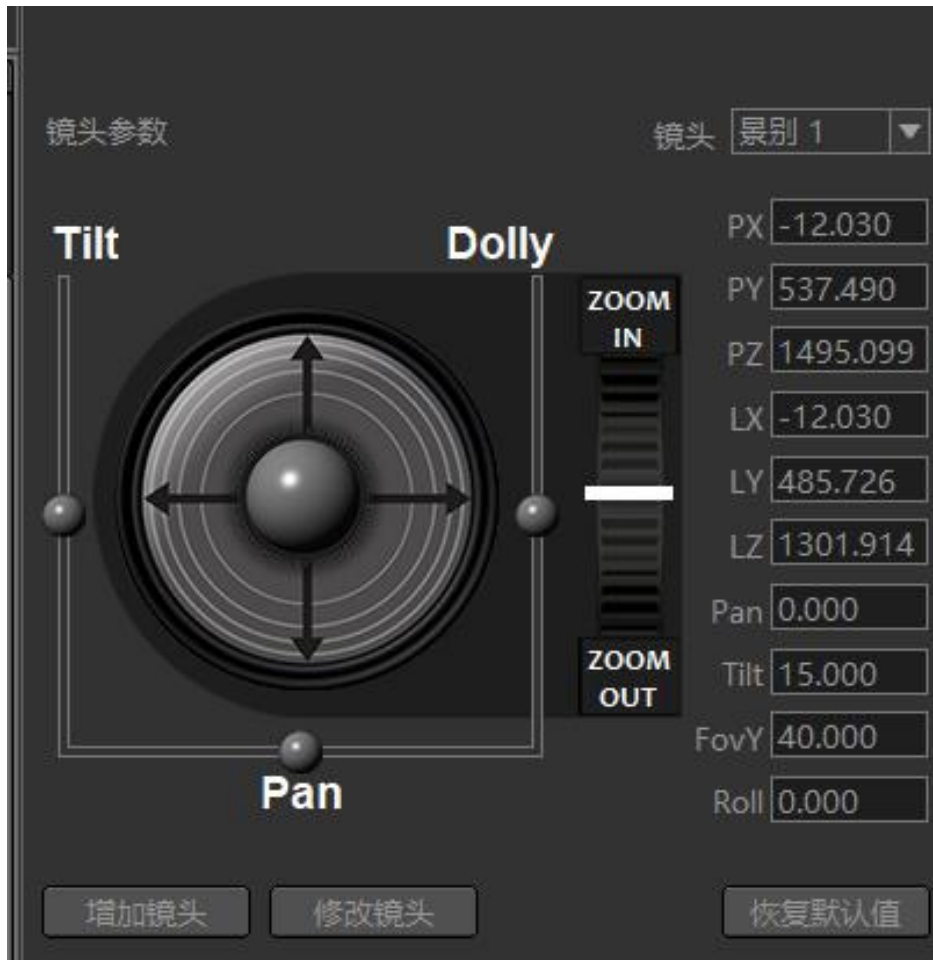 镜头参数
镜头 景别 1
Tilt
Dolly
ZOOM
IN
ZOOM
OUT
Pan
PX -12.030
PY 537.490
PZ 1495.099
LX -12.030
LY 485.726
LZ 1301.914
Pan 0.000
Tilt 15.000
FovY 40.000
Roll 0.000
增加镜头 修改镜头 恢复默认值